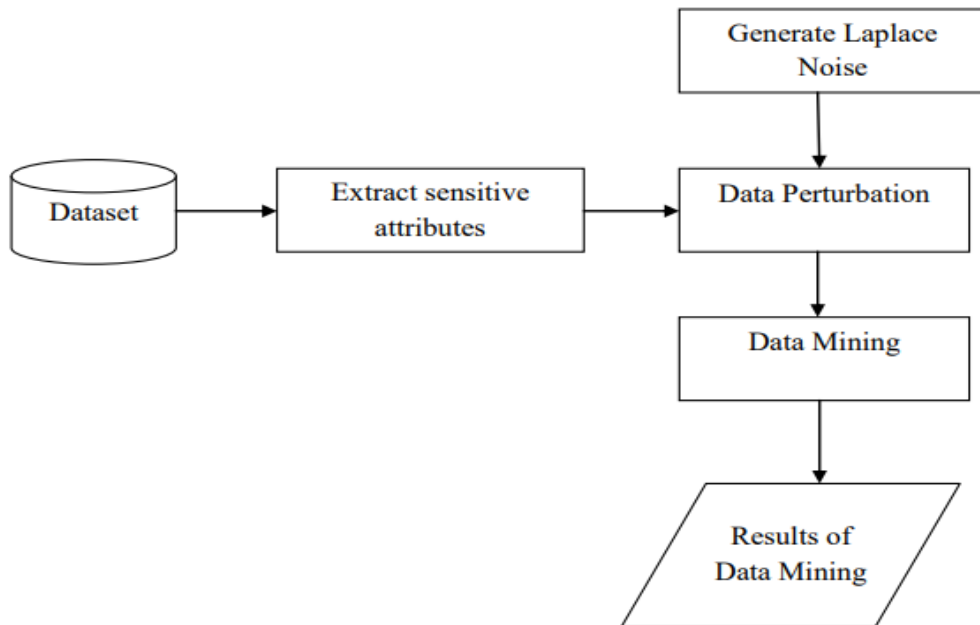 Generate Laplace
Noise
Dataset
Extract sensitive
attributes
Data Perturbation
Data Mining
Results of
Data Mining